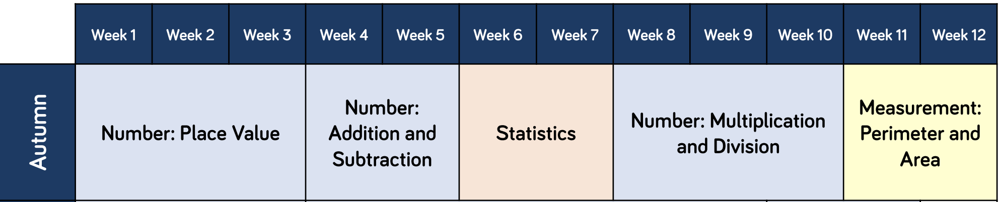 Week 1
Week 2
Week 3
Week 4
Week 5
Week 6
Week 7
Week 8
Week 9
Week 10
Week 11
Week 12
Autumn
Number: Place Value
Number:
Addition and
Subtraction
Statistics
Number: Multiplication
and Division
Measurement:
Perimeter and
Area